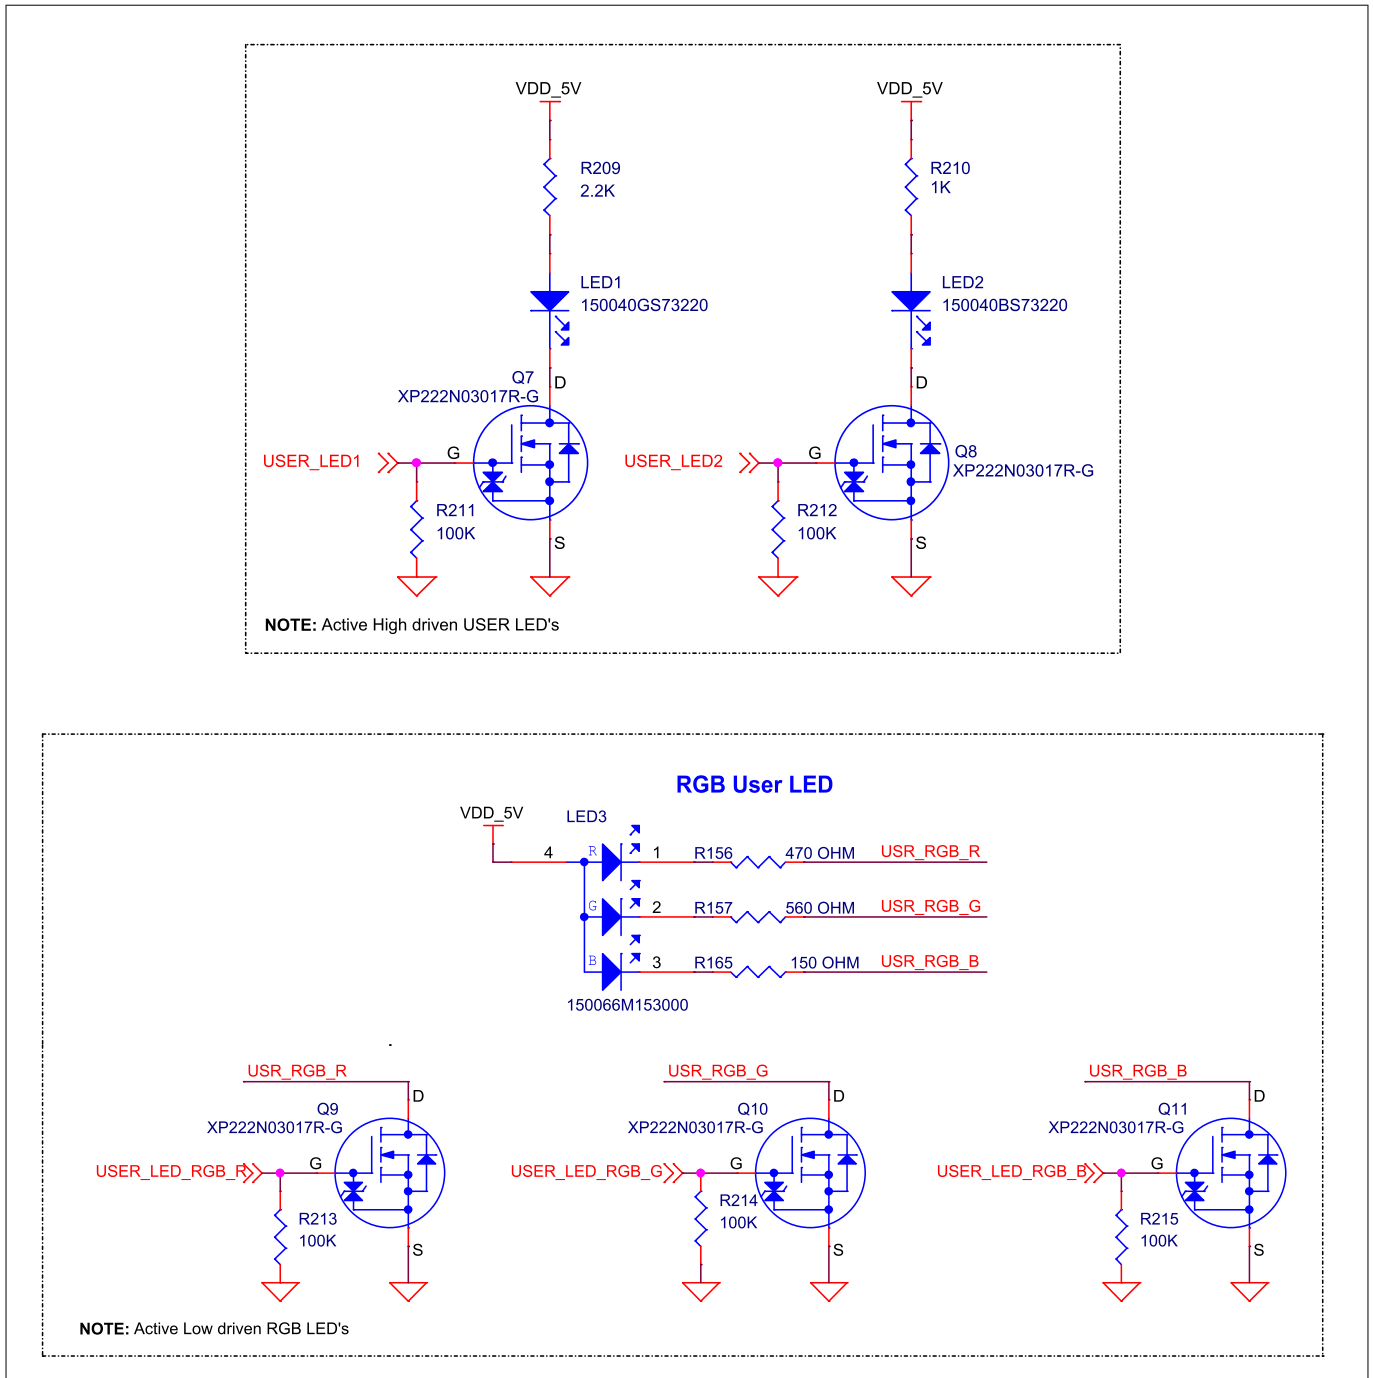 VDD_5V
VDD_5V
R209
2.2K
R210
1K
LED1
150040GS73220
LED2
150040BS73220
Q7
XP222N03017R-G
D
D
G
USER_LED1
G
USER_LED2
Q8
XP222N03017R-G
R211
100K
R212
100K
S
S
NOTE: Active High driven USER LED's
RGB User LED
VDD_5V
LED3
4
R
1
R156
470 OHM
USR_RGB_R
G
2
R157
560 OHM
USR_RGB_G
B
3
R165
150 OHM
USR_RGB_B
150066M153000
USR_RGB_R
USR_RGB_G
USR_RGB_B
D
D
D
Q9
XP222N03017R-G
Q10
XP222N03017R-G
Q11
XP222N03017R-G
USER_LED_RGB_R
G
USER_LED_RGB_G
G
USER_LED_RGB_B
G
R213
100K
R214
100K
R215
100K
S
S
S
NOTE: Active Low driven RGB LED's